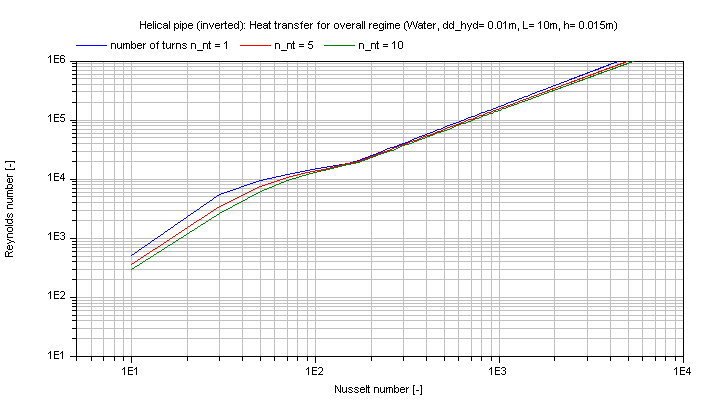 Helical pipe (inverted): Heat transfer for overall regime (Water, dd_hyd= 0.01m, L= 10m, h= 0.015m)
number of turns n_nt = 1 n_nt = 5 n_nt = 10
1E6
1E5
1E4
1E3
1E2
1E1
Reynolds number [-]
1E1 1E2 1E3 1E4
Nusselt number [-]